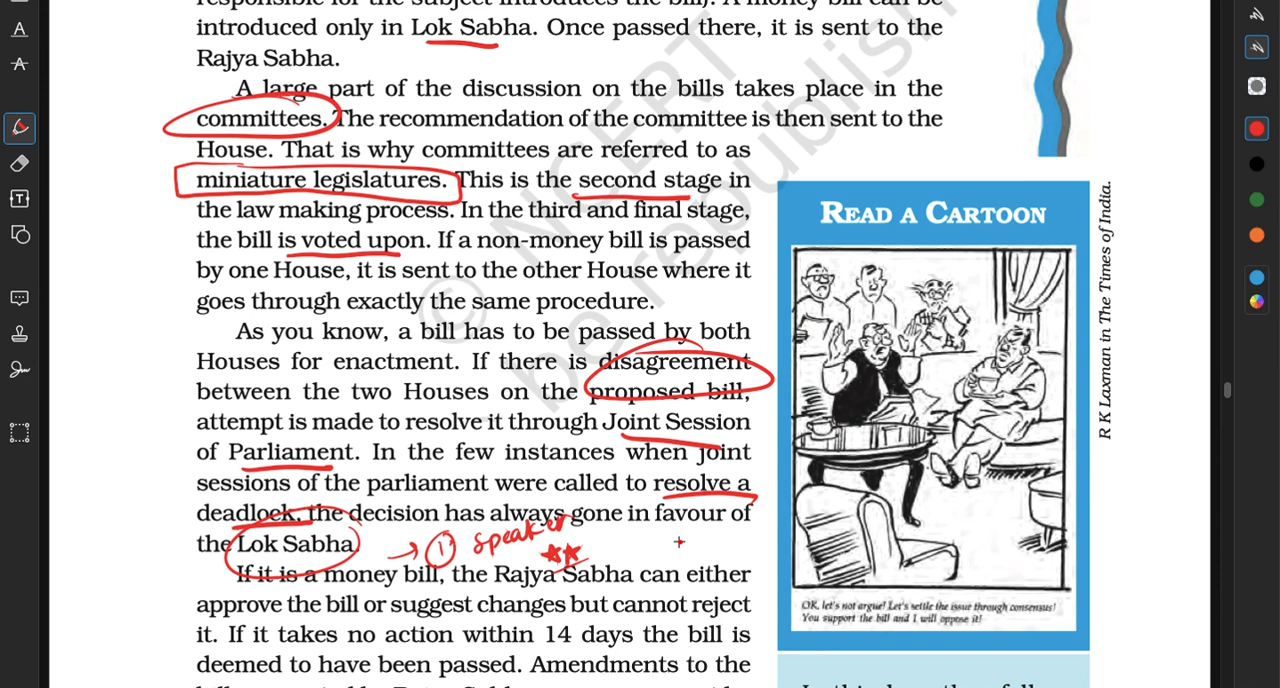 introduced only in Lok Sabha. Once passed there, it is sent to the
Rajya Sabha.
A large part of the discussion on the bills takes place in the
committees. The recommendation of the committee is then sent to the
House. That is why committees are referred to as
miniature legislatures. This is the second stage in
the law making process. In the third and final stage,
the bill is voted upon. If a non-money bill is passed
by one House, it is sent to the other House where it
goes through exactly the same procedure.
As you know, a bill has to be passed by both
Houses for enactment. If there is disagreement
between the two Houses on the proposed bill,
attempt is made to resolve it through Joint Session
of Parliament. In the few instances when joint
sessions of the parliament were called to resolve a
deadlock, the decision has always gone in favour of
the Lok Sabha
→ ① speaker
If it is a money bill, the Rajya Sabha can either
approve the bill or suggest changes but cannot reject
it. If it takes no action within 14 days the bill is
deemed to have been passed. Amendments to the
READ A CARTOON
R K Laxman in The Times of India.
OK, let's not argue! Let's settle the issue through consensus!
You support the bill and I will oppose it!
© NCERT
be republish